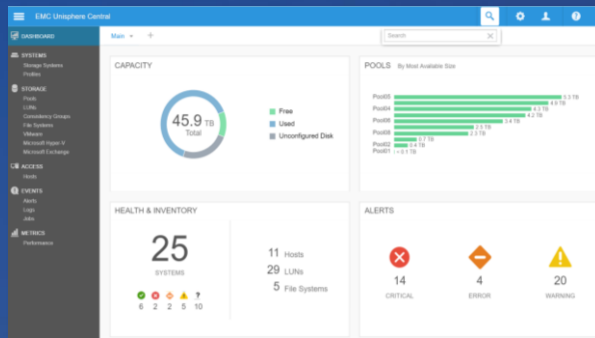 EMC Unisphere Central
DASHBOARD
Main
Search
SYSTEMS
Storage Systems
Profiles
STORAGE
Pools
LUNs
Consistency Groups
File Systems
VMware
Microsoft Hyper-V
Microsoft Exchange
ACCESS
Hosts
EVENTS
Alerts
Logs
Jobs
METRICS
Performance
CAPACITY
45.9 TB
Total
Free
Used
Unconfigured Disk
POOLS By Most Available Size
Pool05 5.3 TB
4.9 TB
Pool04 4.3 TB
4.2 TB
Pool06 3.4 TB
2.5 TB
2.3 TB
0.7 TB
Pool02 0.4 TB
Pool01 0.1 TB
HEALTH & INVENTORY
25
SYSTEMS
6 2 2 5 10
11 Hosts
29 LUNs
5 File Systems
ALERTS
14 4 20
CRITICAL ERROR WARNING